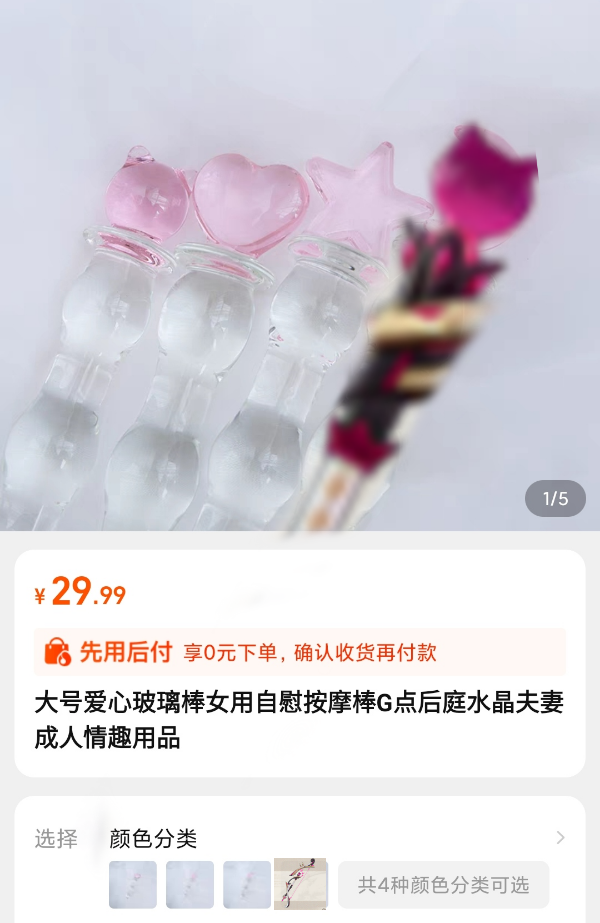 1/5
¥29.99
先用后付 享0元下单，确认收货再付款
大号爱心玻璃棒女用自慰按摩棒G点后庭水晶夫妻
成人情趣用品
选择 颜色分类
共4种颜色分类可选